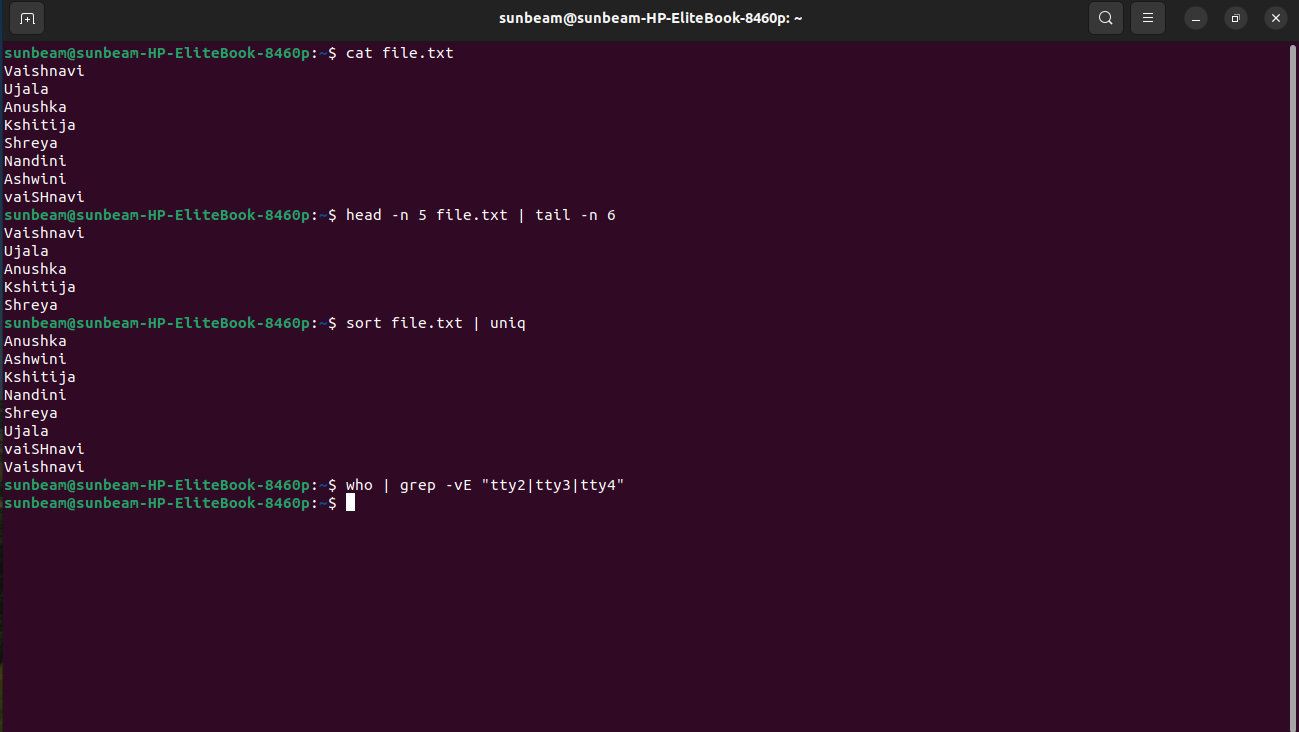 sunbeam@sunbeam-HP-EliteBook-8460p: ~
sunbeam@sunbeam-HP-EliteBook-8460p:~$ cat file.txt
Vaishnavi
Ujala
Anushka
Kshitija
Shreya
Nandini
Ashwini
vaiSHnavi
sunbeam@sunbeam-HP-EliteBook-8460p:~$ head -n 5 file.txt | tail -n 6
Vaishnavi
Ujala
Anushka
Kshitija
Shreya
sunbeam@sunbeam-HP-EliteBook-8460p:~$ sort file.txt | uniq
Anushka
Ashwini
Kshitija
Nandini
Shreya
Ujala
vaiSHnavi
Vaishnavi
sunbeam@sunbeam-HP-EliteBook-8460p:~$ who | grep -vE "tty2|tty3|tty4"
sunbeam@sunbeam-HP-EliteBook-8460p:~$